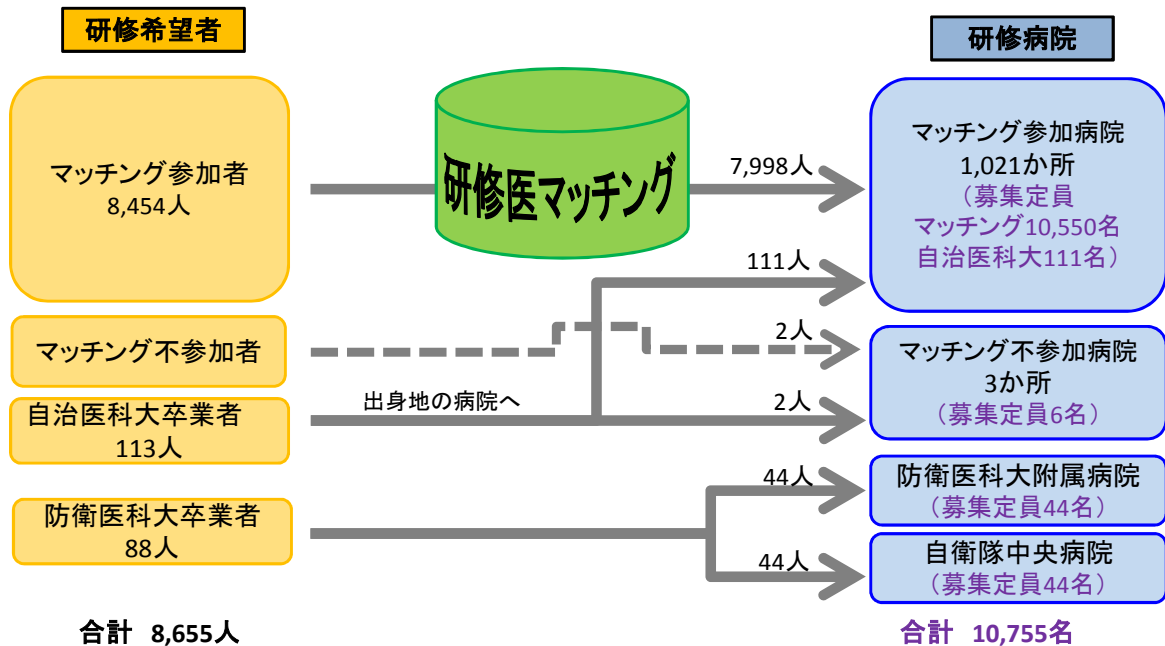 研修希望者
研修病院
マッチング参加者
8,454人
研修医マッチング
7,998人
マッチング参加病院
1,021か所
（募集定員
マッチング10,550名
自治医科大111名）
111人
マッチング不参加者
2人
マッチング不参加病院
3か所
（募集定員6名）
自治医科大卒業者
113人
出身地の病院へ
2人
防衛医科大卒業者
88人
44人
防衛医科大附属病院
（募集定員44名）
44人
自衛隊中央病院
（募集定員44名）
合計 8,655人
合計 10,755名